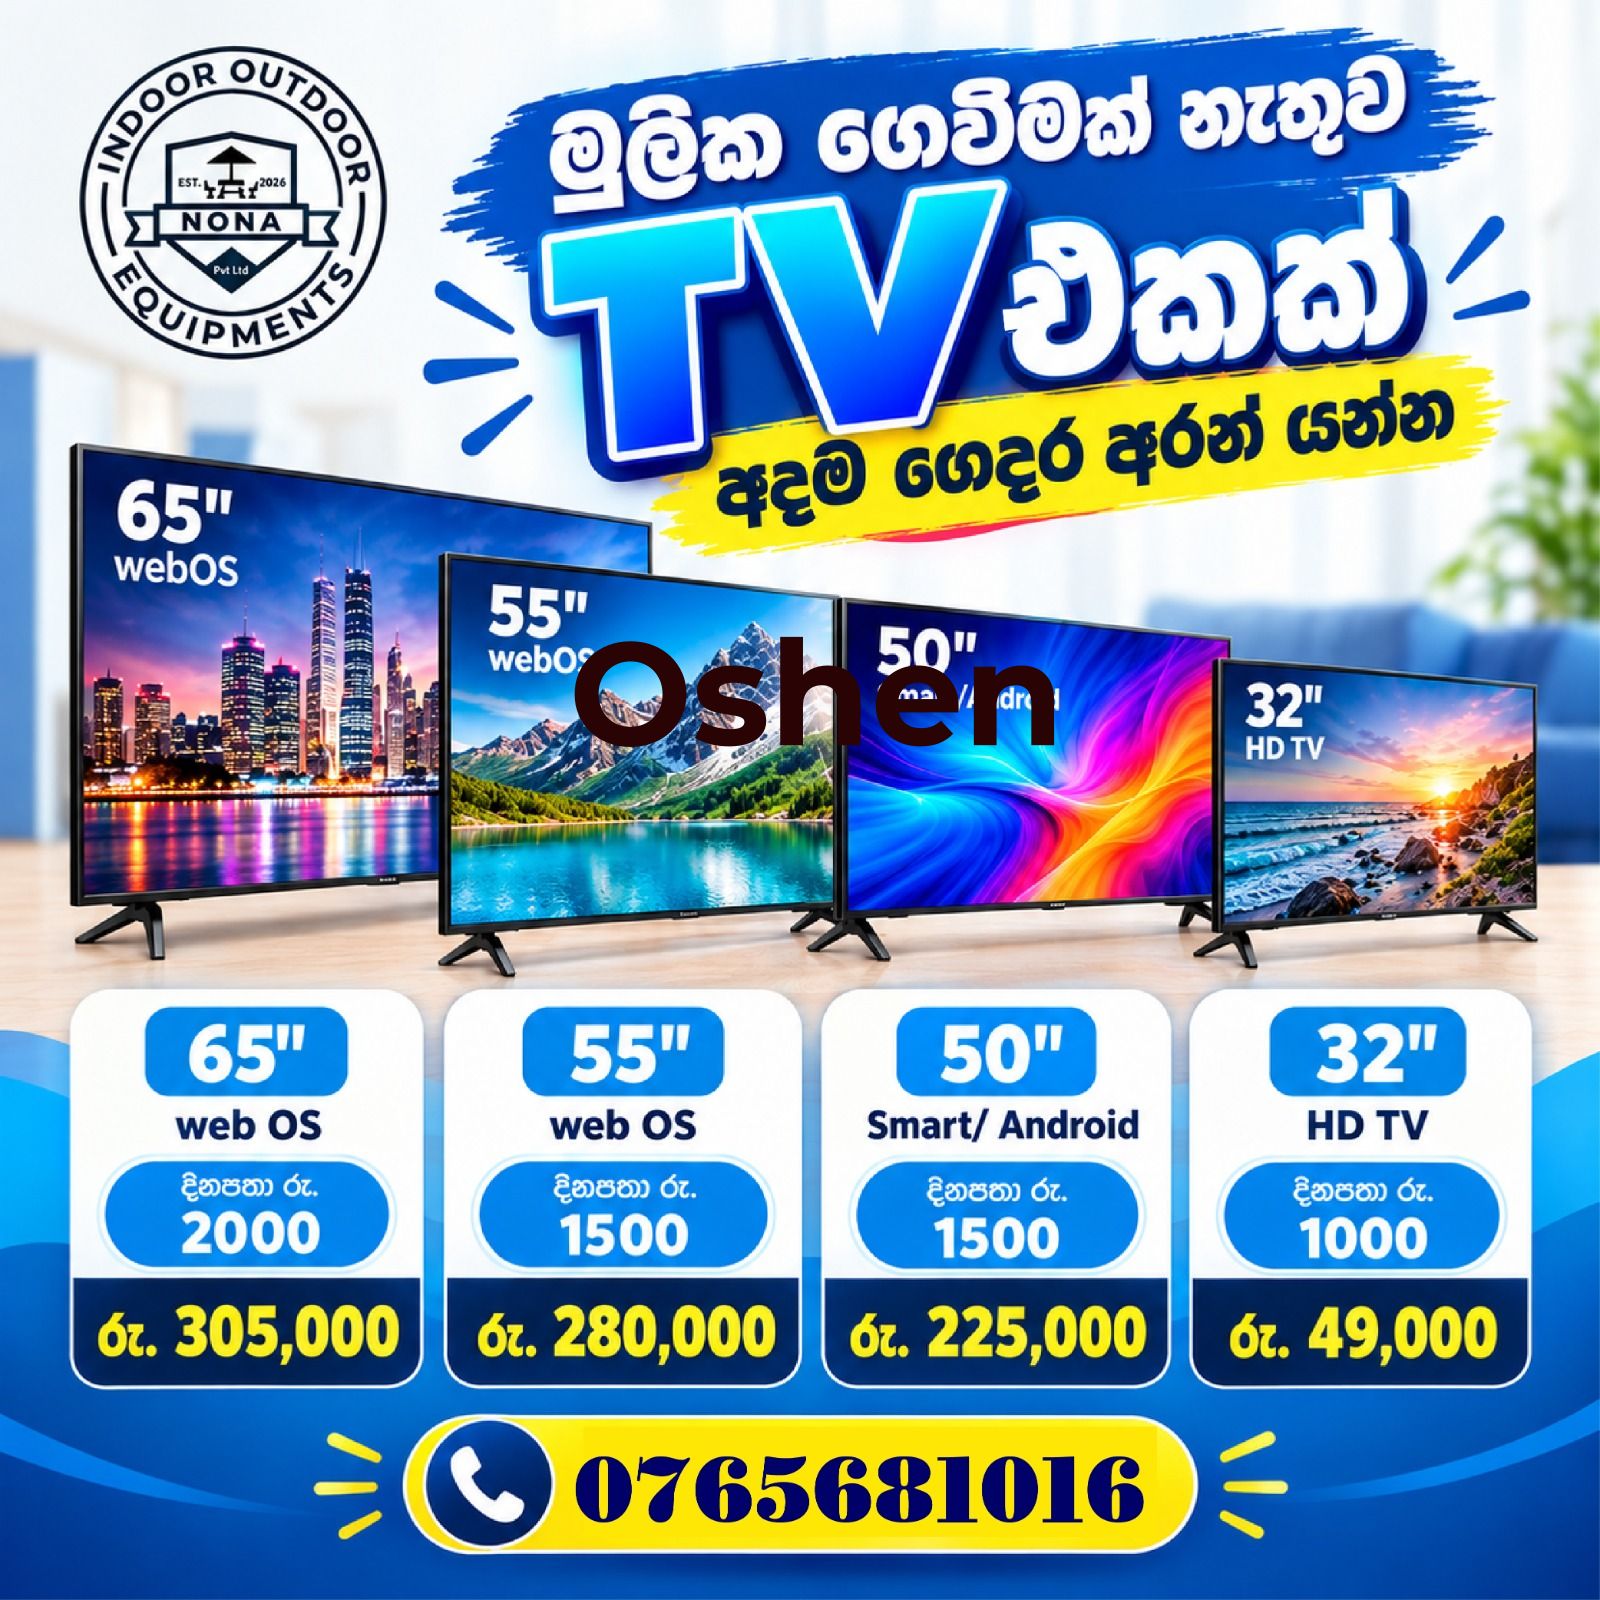 INDOOR OUTDOOR
EST. 2026
NONA
Pvt Ltd
EQUIPMENTS
මුලික ගෙවීමක් නැතුව
TV එකක්
අදම ගෙදර අරන් යන්න
65"
webOS
55"
webOS
50"
Smart/Android
32"
HD TV
Oshen
65"
web OS
දිනපතා රු.
2000
රු. 305,000
55"
web OS
දිනපතා රු.
1500
රු. 280,000
50"
Smart/ Android
දිනපතා රු.
1500
රු. 225,000
32"
HD TV
දිනපතා රු.
1000
රු. 49,000
0765681016